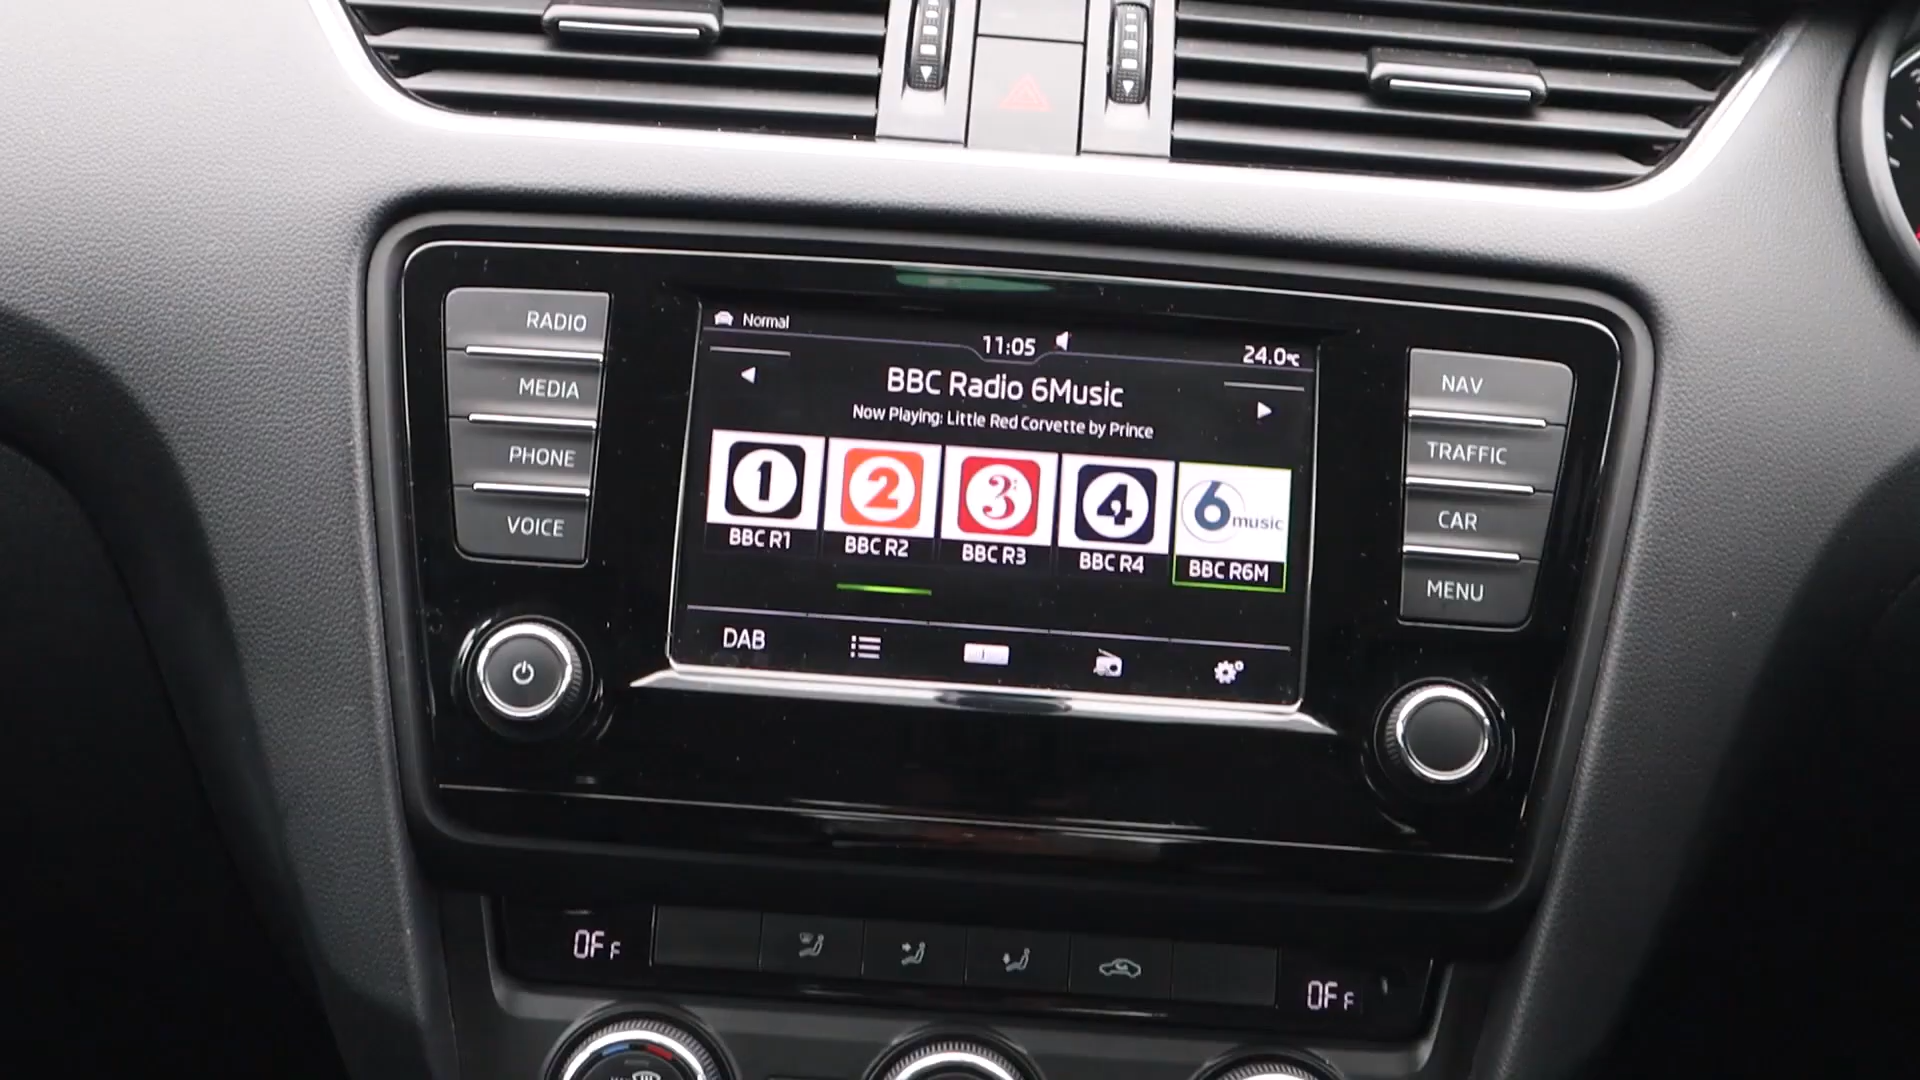 RADIO
MEDIA
PHONE
VOICE
Normal
11:05
24.0°C
BBC Radio 6Music
Now Playing: Little Red Corvette by Prince
1
2
3
4
6music
BBC R1
BBC R2
BBC R3
BBC R4
BBC R6M
DAB
NAV
TRAFFIC
CAR
MENU
OFF
OFF